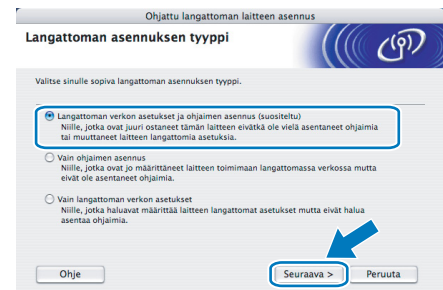 Ohjattu langattoman laitteen asennus
Langattoman asennuksen tyyppi
Valitse sinulle sopiva langattoman asennuksen tyyppi.
Langattoman verkon asetukset ja ohjaimen asennus (suositeltu)
Niille, jotka ovat juuri ostaneet tämän laitteen eivätkä ole vielä asentaneet ohjaimia
tai muuttaneet laitteen langattomia asetuksia.
Vain ohjaimen asennus
Niille, jotka ovat jo määrittäneet laitteen toimimaan langattomassa verkossa mutta
eivät ole asentaneet ohjaimia.
Vain langattoman verkon asetukset
Niille, jotka haluavat määrittää laitteen langattomat asetukset mutta eivät halua
asentaa ohjaimia.
Ohje
Seuraava >
Peruuta